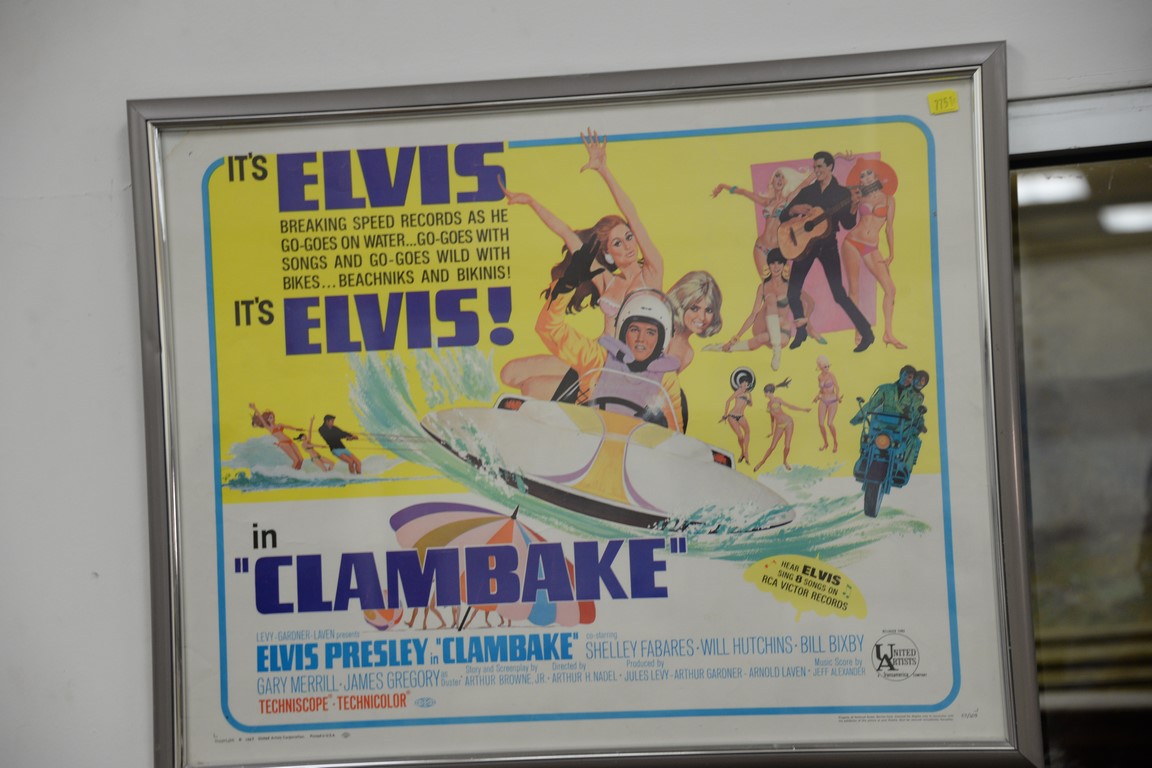 IT'S ELVIS
BREAKING SPEED RECORDS AS HE
GO-GOES ON WATER...GO-GOES WITH
SONGS AND GO-GOES WILD WITH
BIKES...BEACHNIKS AND BIKINIS!
IT'S ELVIS!
in
"CLAMBAKE"
HEAR ELVIS
SING 8 SONGS ON
RCA VICTOR RECORDS
LEVY-GARDNER-LAVEN presents
ELVIS PRESLEY in "CLAMBAKE"
co-starring
SHELLEY FABARES · WILL HUTCHINS · BILL BIXBY
GARY MERRILL · JAMES GREGORY
Story and Screenplay by
ARTHUR BROWNE, JR.
Directed by
ARTHUR H. NADEL
Produced by
JULES LEVY · ARTHUR GARDNER · ARNOLD LAVEN
Music Score by
JEFF ALEXANDER
TECHNISCOPE® · TECHNICOLOR®
UNITED
ARTISTS